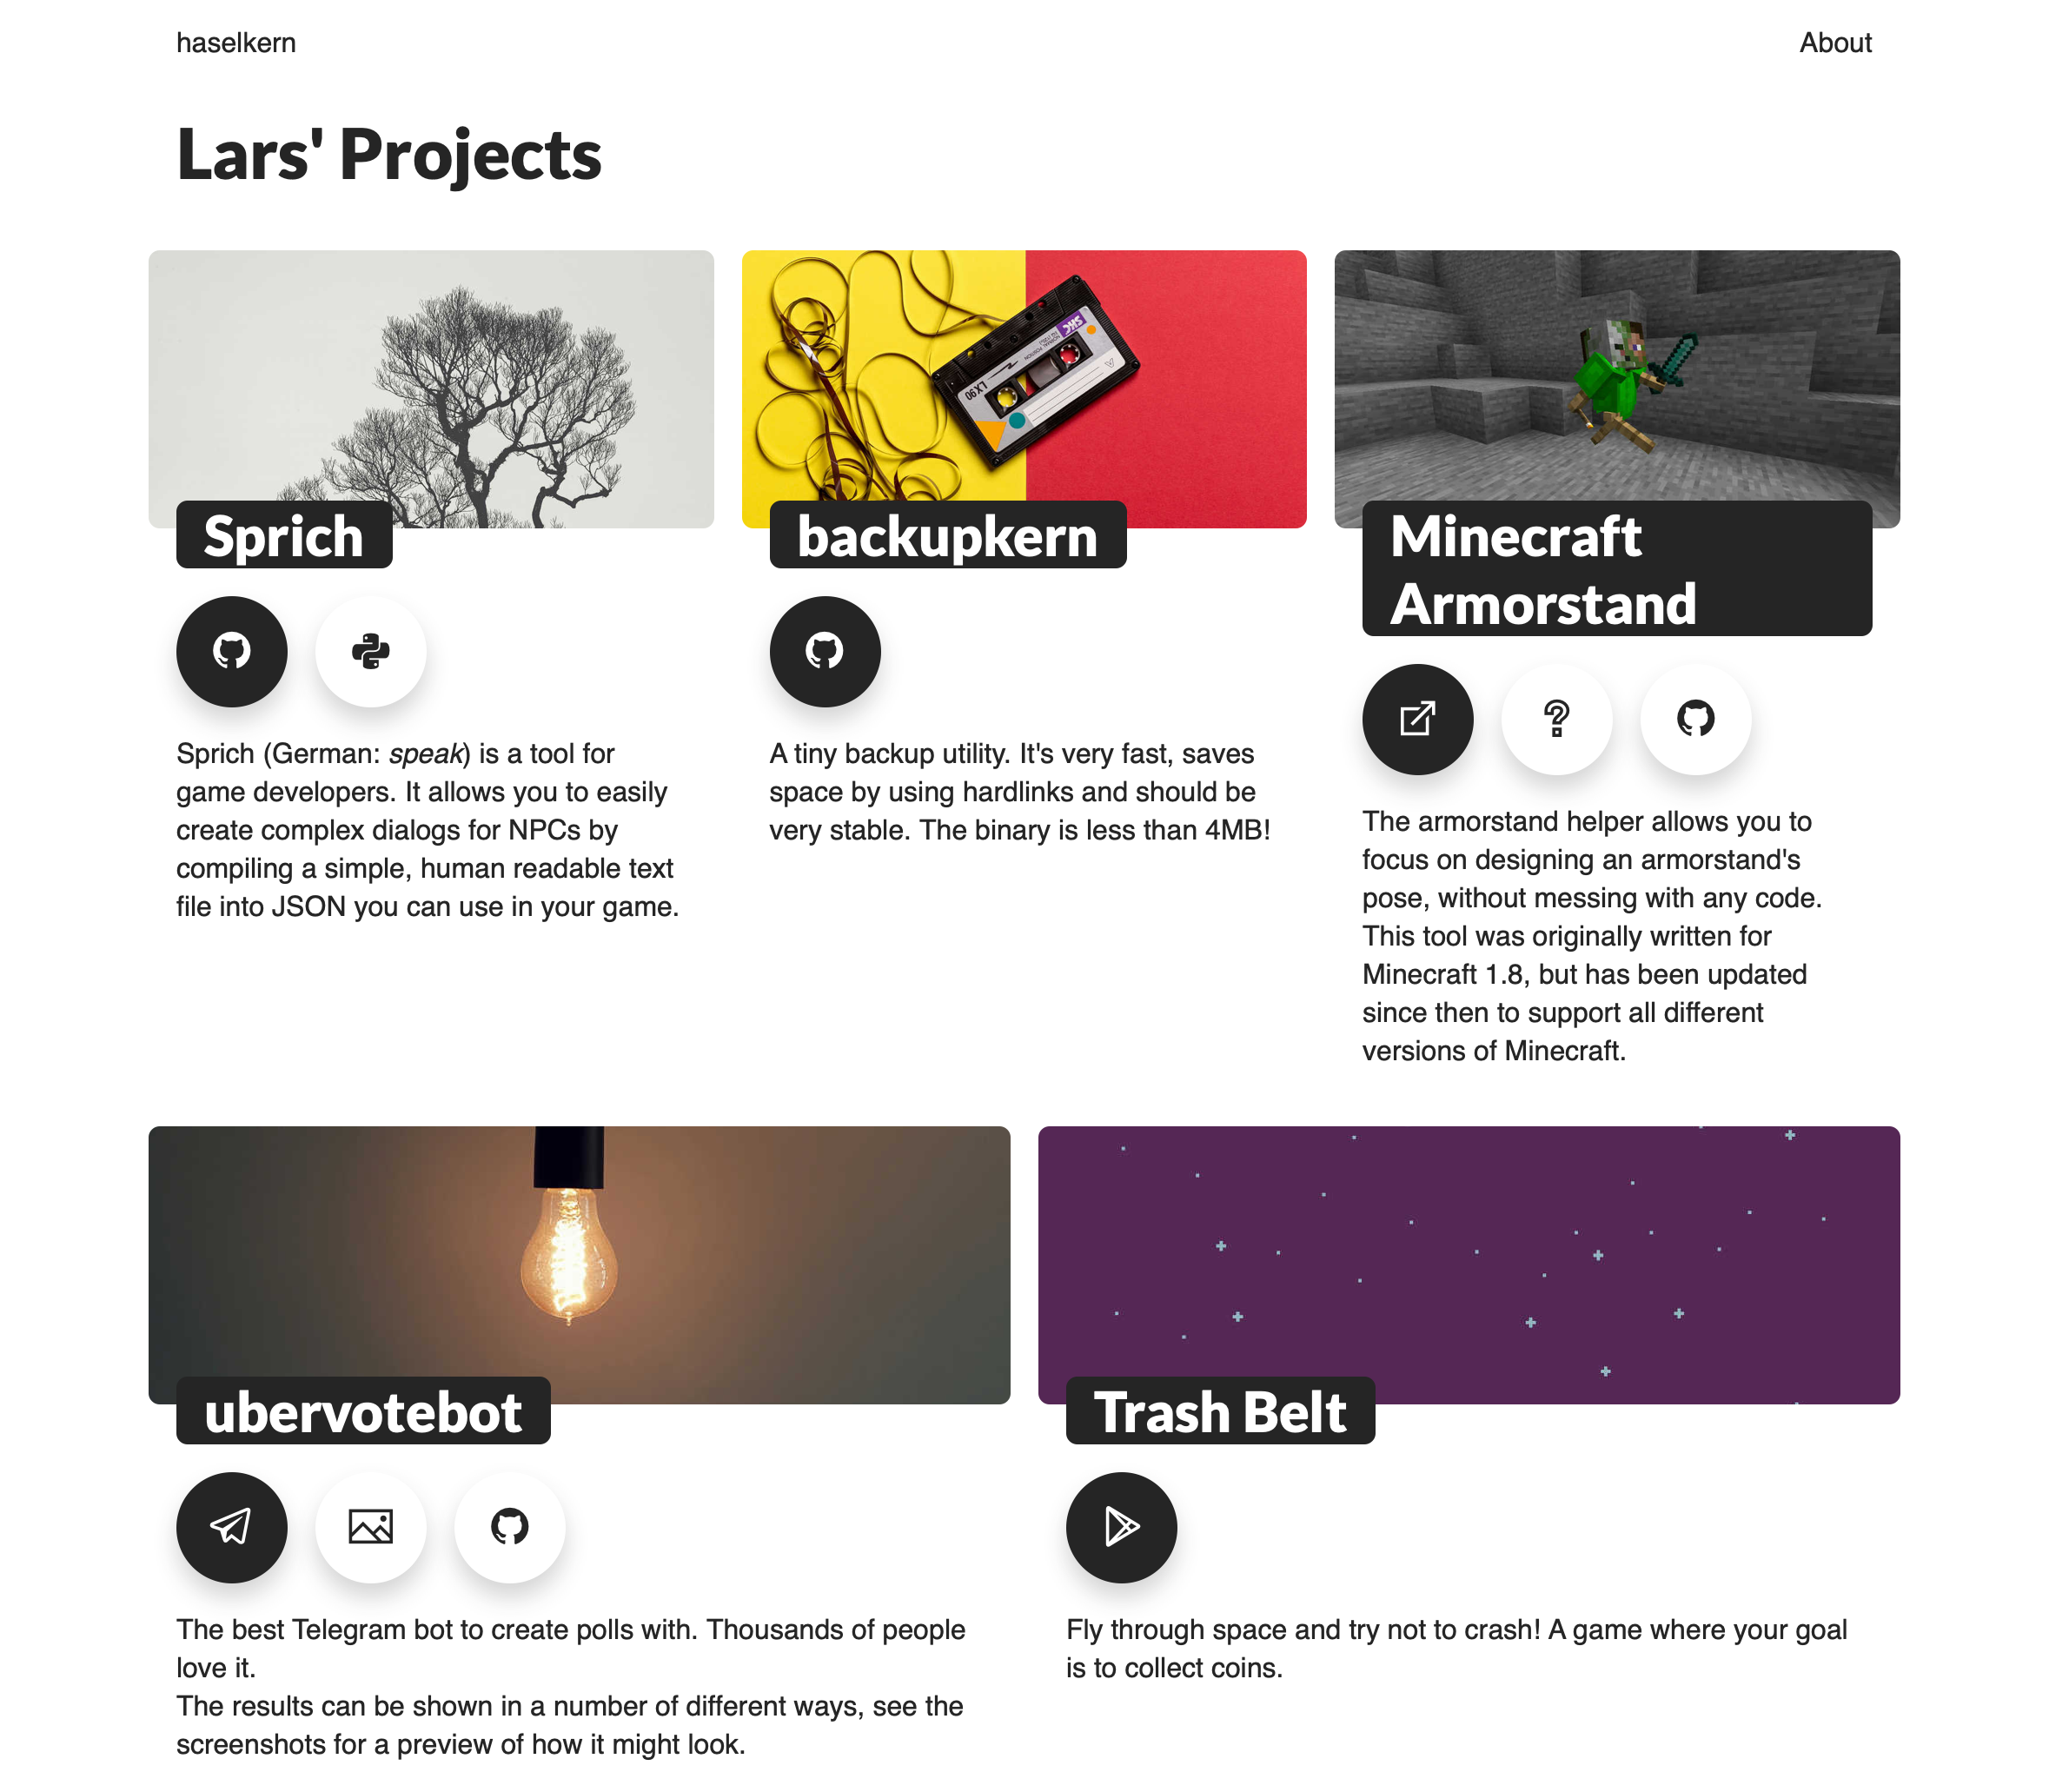 haselkern
About
Lars' Projects
SKC
LX90
A
NORMAL POSITION
Sprich
Sprich (German: speak) is a tool for
game developers. It allows you to easily
create complex dialogs for NPCs by
compiling a simple, human readable text
file into JSON you can use in your game.
backupkern
A tiny backup utility. It's very fast, saves
space by using hardlinks and should be
very stable. The binary is less than 4MB!
Minecraft
Armorstand
The armorstand helper allows you to
focus on designing an armorstand's
pose, without messing with any code.
This tool was originally written for
Minecraft 1.8, but has been updated
since then to support all different
versions of Minecraft.
ubervotebot
The best Telegram bot to create polls with. Thousands of people
love it.
The results can be shown in a number of different ways, see the
screenshots for a preview of how it might look.
Trash Belt
Fly through space and try not to crash! A game where your goal
is to collect coins.